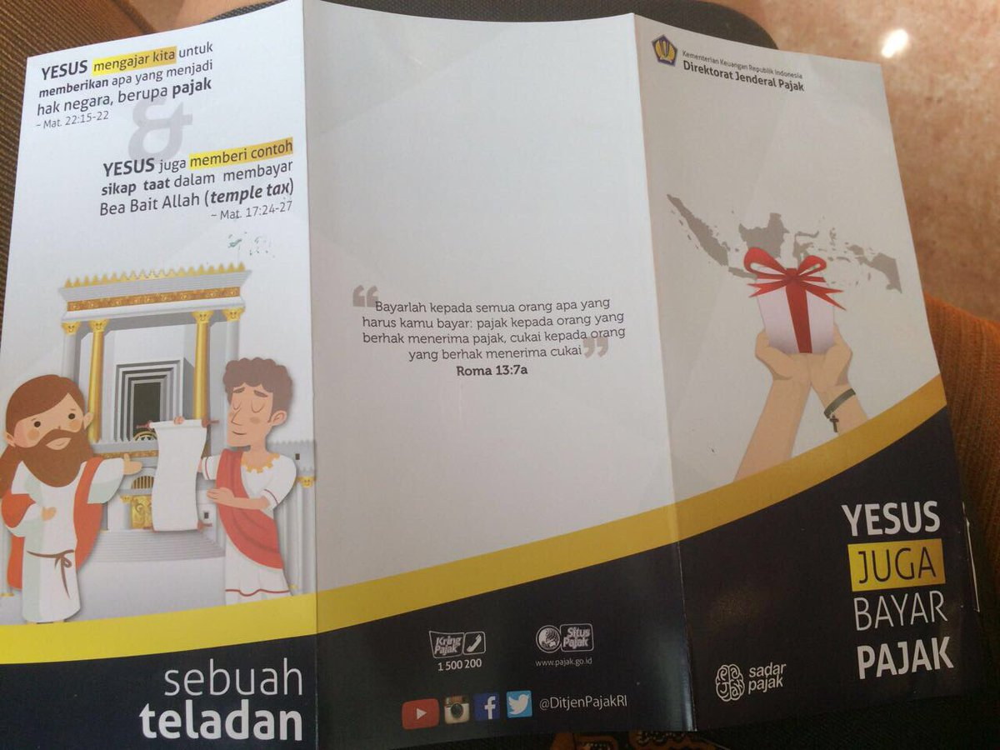 YESUS mengajar kita untuk
memberikan apa yang menjadi
hak negara, berupa pajak
~ Mat. 22:15-22
&
YESUS juga memberi contoh
sikap taat dalam membayar
Bea Bait Allah (temple tax)
~ Mat. 17:24-27
sebuah
teladan
“Bayarlah kepada semua orang apa yang
harus kamu bayar: pajak kepada orang yang
berhak menerima pajak, cukai kepada orang
yang berhak menerima cukai”
Roma 13:7a
Kring
Pajak
1 500 200
Situs
Pajak
www.pajak.go.id
@DitjenPajakRI
Kementerian Keuangan Republik Indonesia
Direktorat Jenderal Pajak
YESUS
JUGA
BAYAR
PAJAK
sadar
pajak